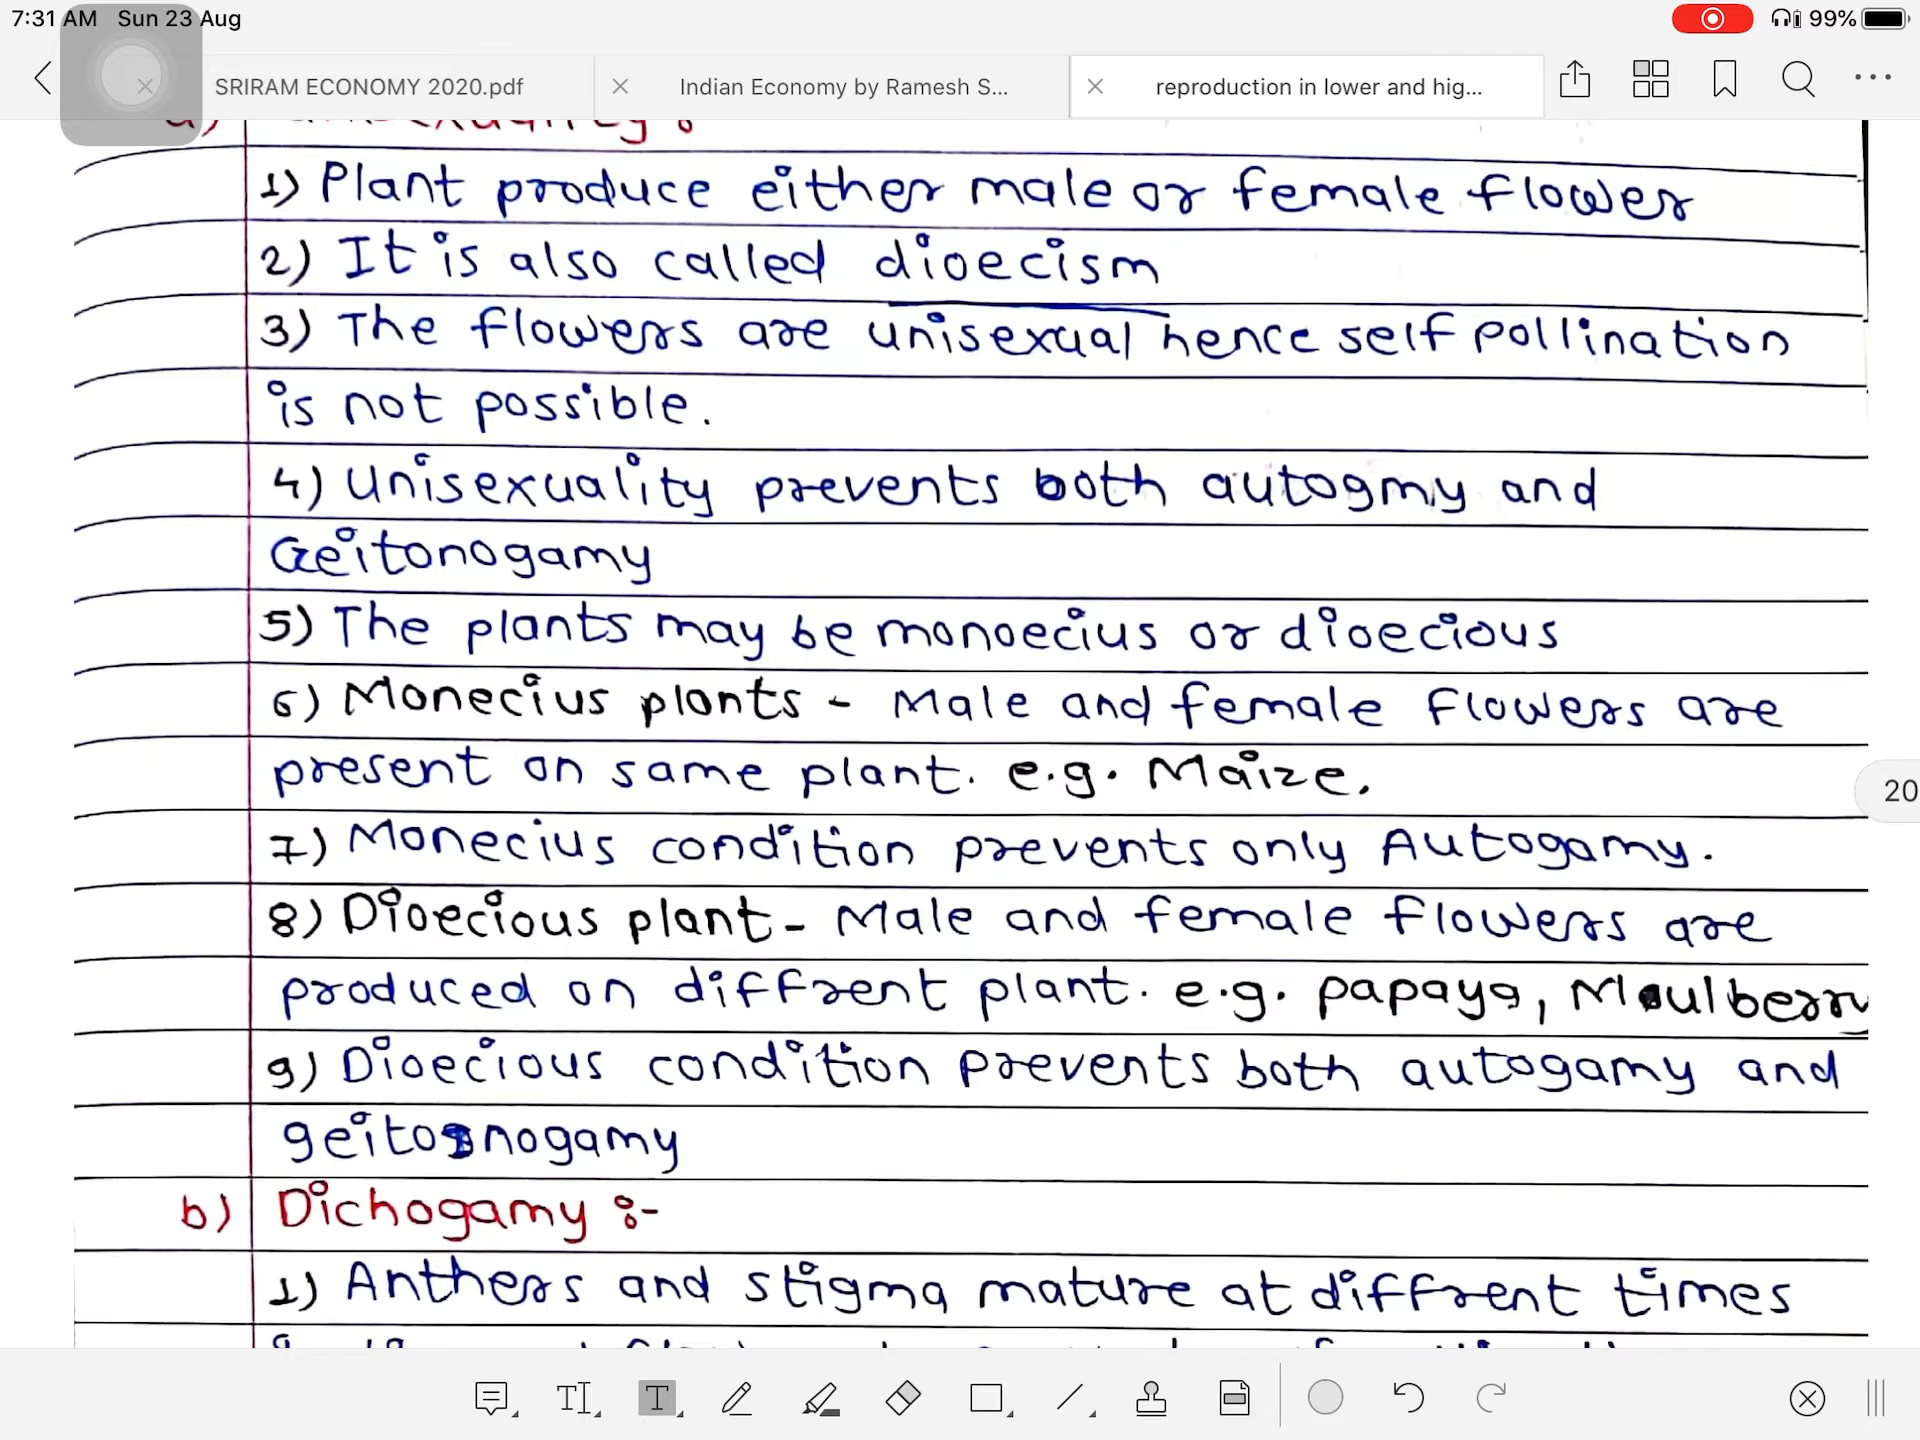 7:31 AM Sun 23 Aug
99%
SRIRAM ECONOMY 2020.pdf
Indian Economy by Ramesh S...
reproduction in lower and hig...
1) Plant produce either male or female flower
2) It is also called dioecism
3) The flowers are unisexual hence self pollination
is not possible.
4) Unisexuality prevents both autogmy and
Geitonogamy
5) The plants may be monoecius or dioecious
6) Monecius plants - Male and female flowers are
present on same plant. e.g. Maize.
7) Monecius condition prevents only Autogamy.
8) Dioecious plant - Male and female flowers are
produced on diffrent plant. e.g. papaya, Moulberry
9) Dioecious condition prevents both autogamy and
geitonogamy
b) Dichogamy :-
1) Anthers and stigma mature at diffrent times
20